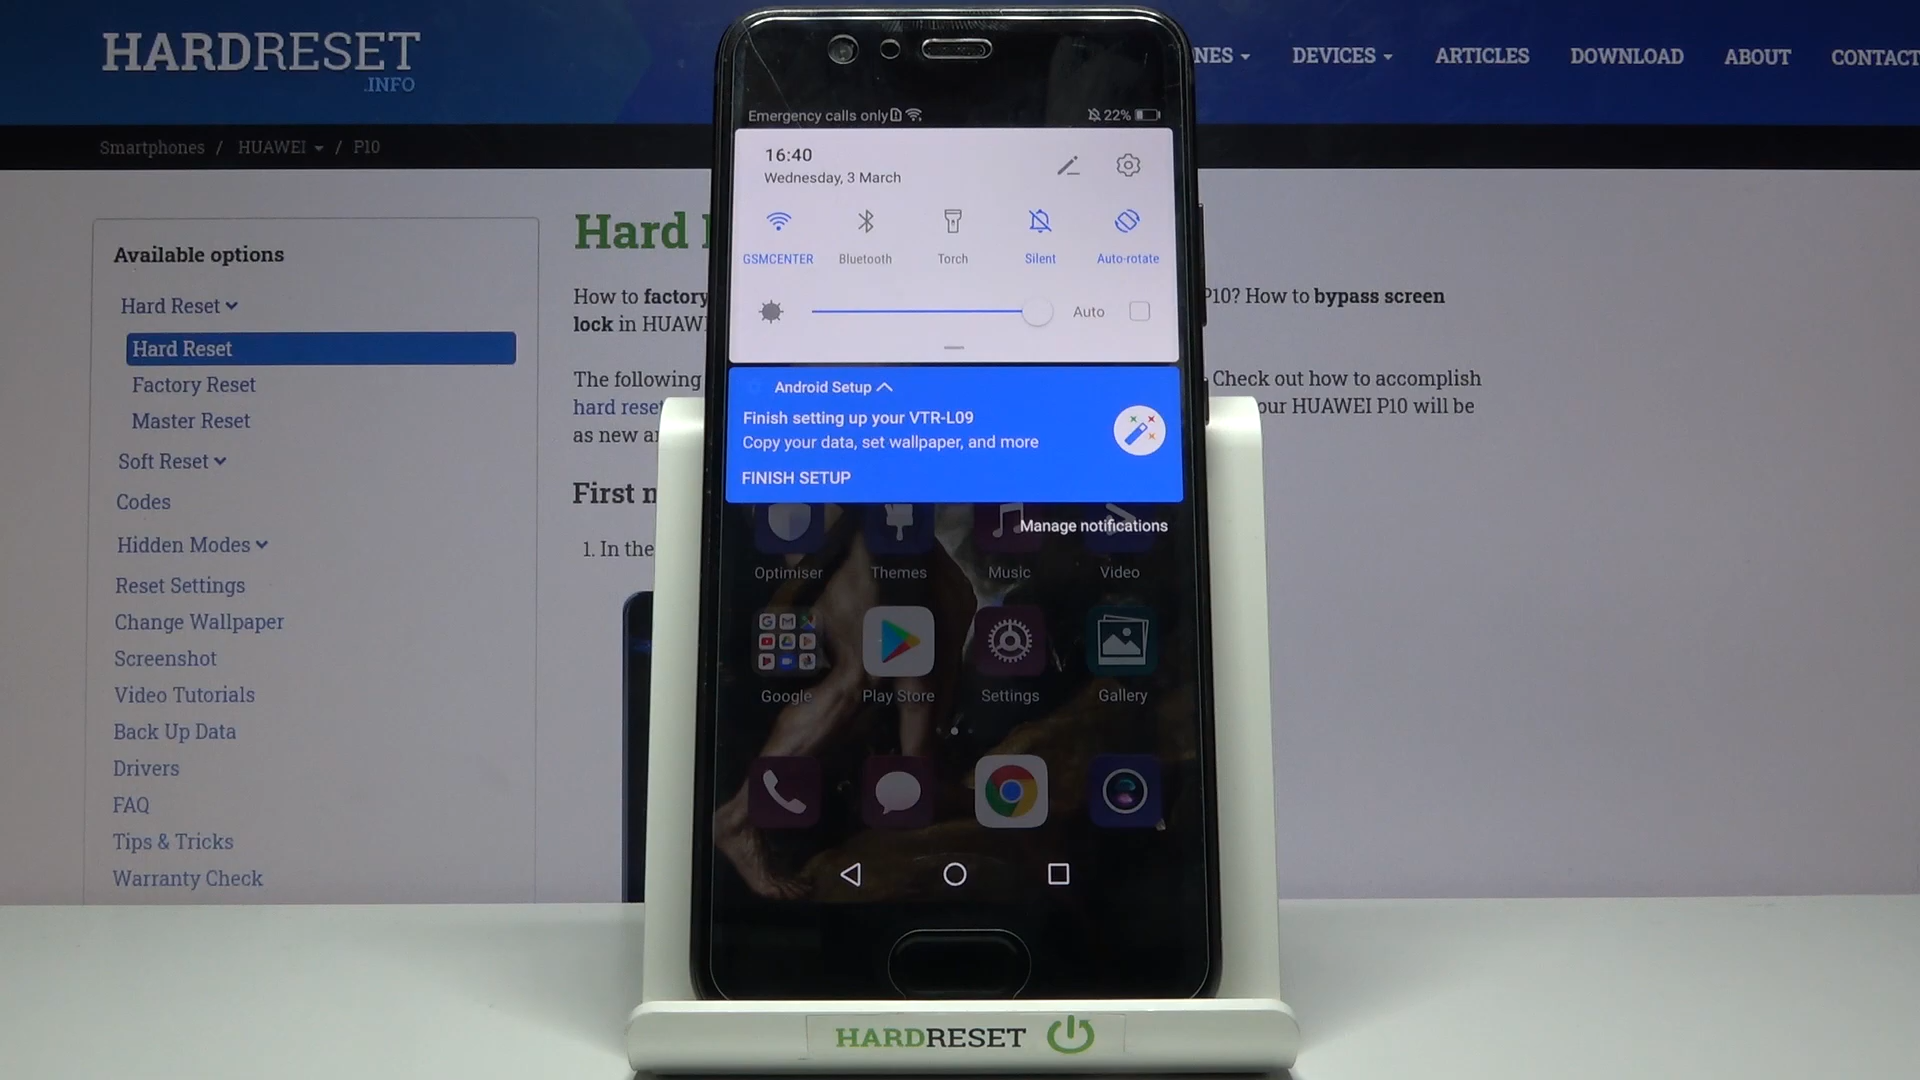 HARDRESET
.INFO
NES
DEVICES
ARTICLES
DOWNLOAD
ABOUT
CONTACT
Smartphones / HUAWEI / P10
Available options
Hard Reset
Hard Reset
Factory Reset
Master Reset
Soft Reset
Codes
Hidden Modes
Reset Settings
Change Wallpaper
Screenshot
Video Tutorials
Back Up Data
Drivers
FAQ
Tips & Tricks
Warranty Check
Hard
How to factory P10? How to bypass screen
lock in HUAW
The following Check out how to accomplish
hard reset our HUAWEI P10 will be
as new a
First
1. In the
Emergency calls only 22%
16:40
Wednesday, 3 March
GSMCENTER Bluetooth Torch Silent Auto-rotate
Auto
Android Setup
Finish setting up your VTR-L09
Copy your data, set wallpaper, and more
FINISH SETUP
Manage notifications
Optimiser Themes Music Video
Google Play Store Settings Gallery
HARDRESET